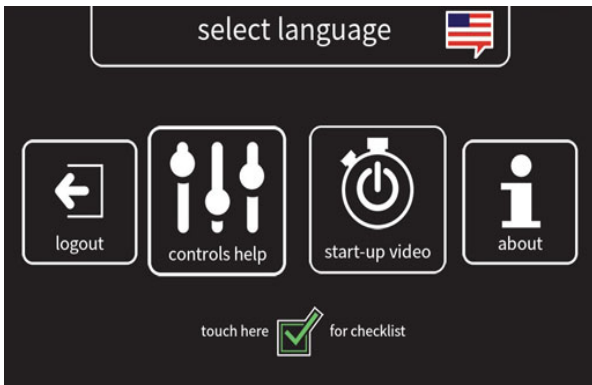 select language
logout
controls help
start-up video
about
touch here for checklist